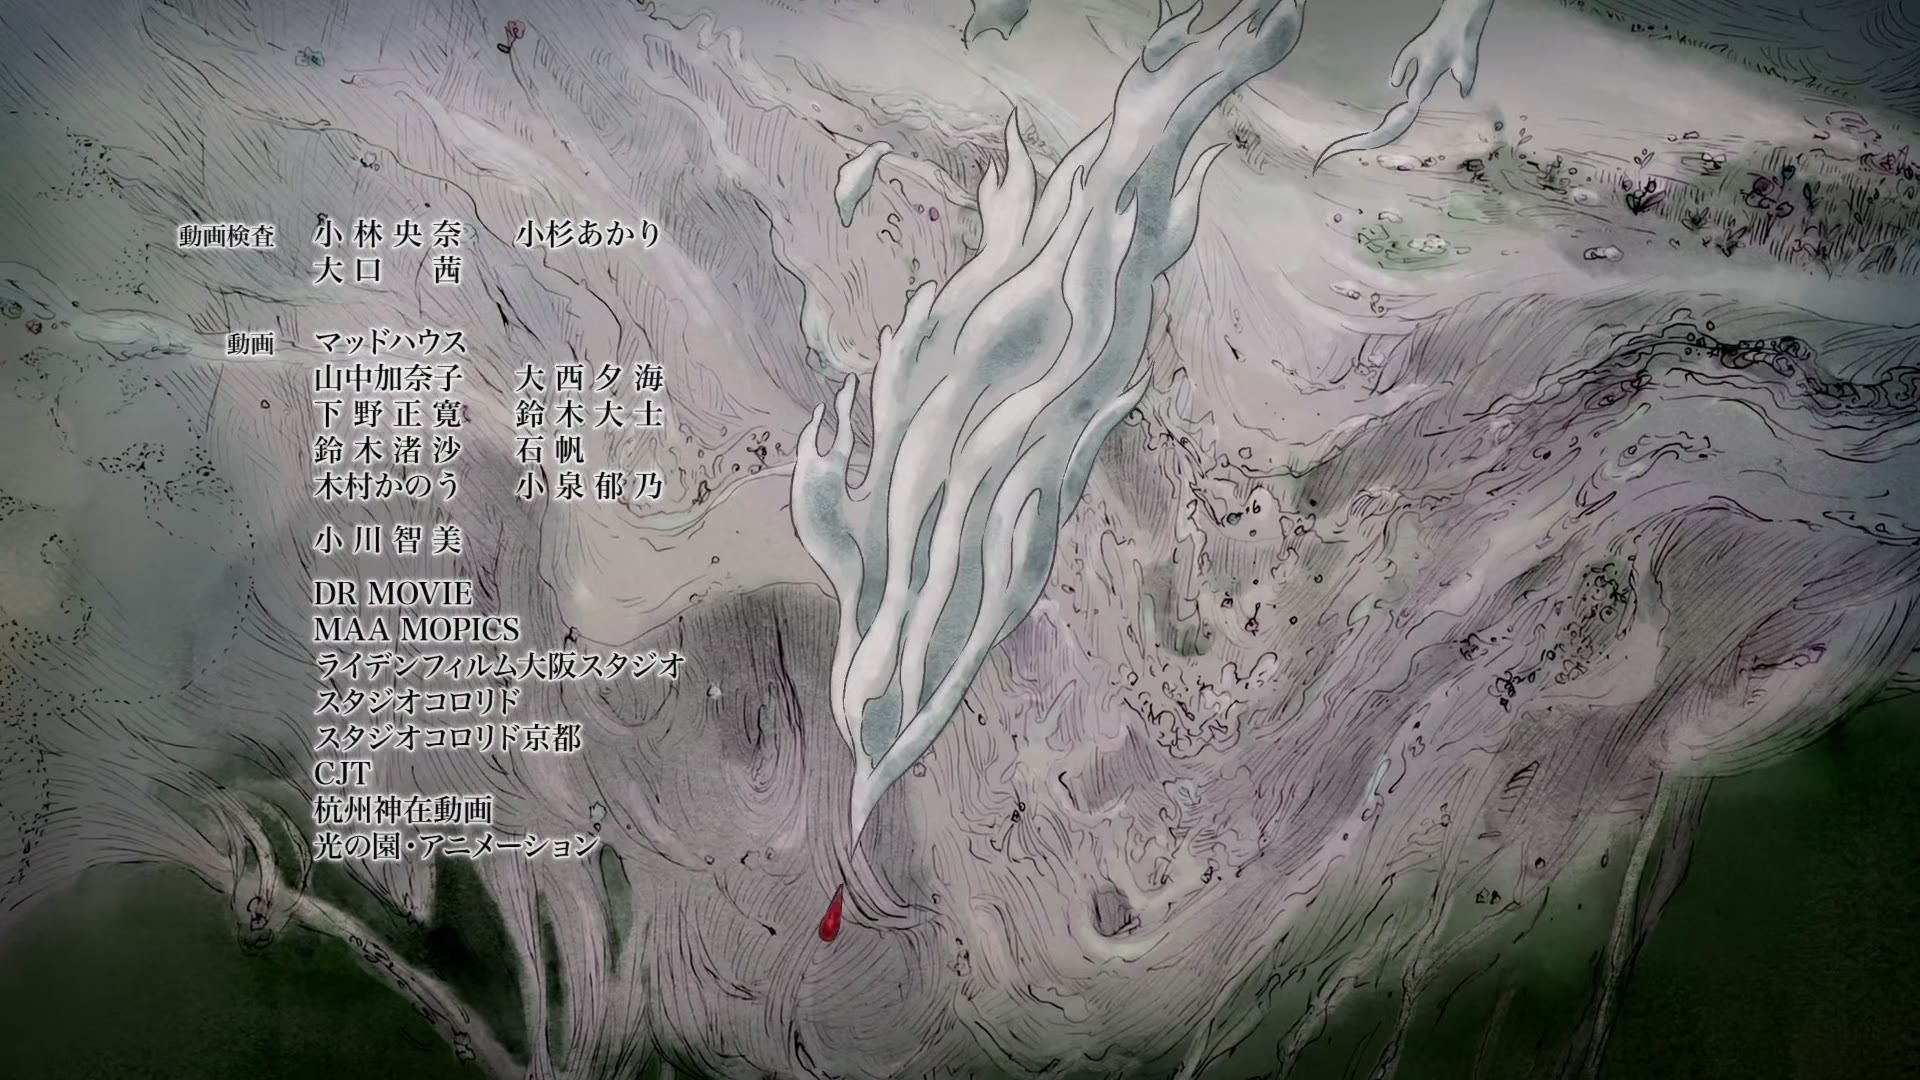 動画検査 小林央奈 小杉あかり
大口 茜
動画 マッドハウス
山中加奈子 大西夕海
下野正寛 鈴木大士
鈴木渚沙 石帆
木村かのう 小泉郁乃
小川智美
DR MOVIE
MAA MOPICS
ライデンフィルム大阪スタジオ
スタジオコロリド
スタジオコロリド京都
CJT
杭州神在動画
光の園・アニメーション